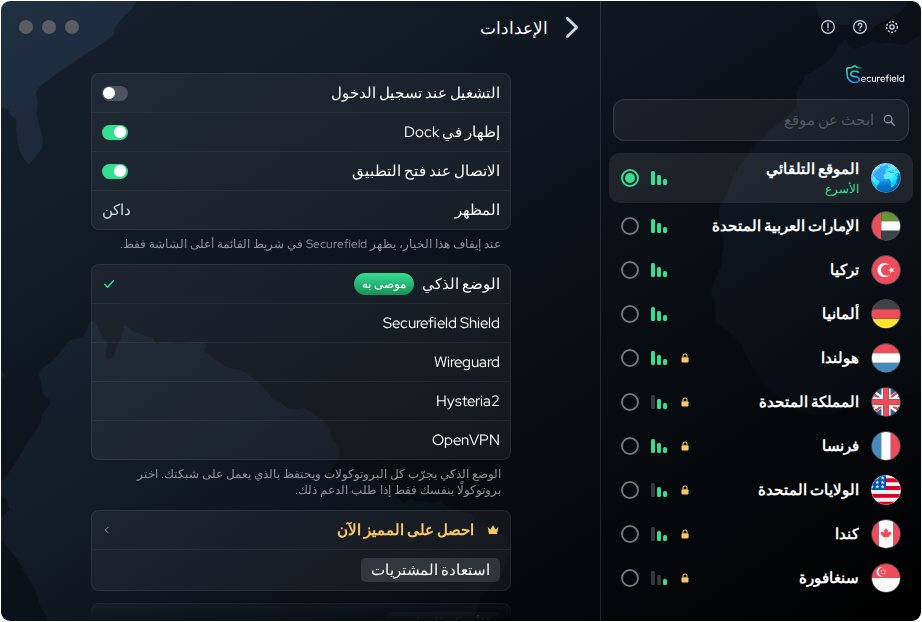 Securefield
ابحث عن موقع
الموقع التلقائي
الأسرع
الإمارات العربية المتحدة
تركيا
ألمانيا
هولندا
المملكة المتحدة
فرنسا
الولايات المتحدة
كندا
سنغافورة
الإعدادات
التشغيل عند تسجيل الدخول
إظهار في Dock
الاتصال عند فتح التطبيق
المظهر
داكن
عند إيقاف هذا الخيار، يظهر Securefield في شريط القائمة أعلى الشاشة فقط.
الوضع الذكي
موصى به
Securefield Shield
Wireguard
Hysteria2
OpenVPN
الوضع الذكي يجرّب كل البروتوكولات ويحتفظ بالذي يعمل على شبكتك. اختر
بروتوكولًا بنفسك فقط إذا طلب الدعم ذلك.
احصل على المميز الآن
استعادة المشتريات